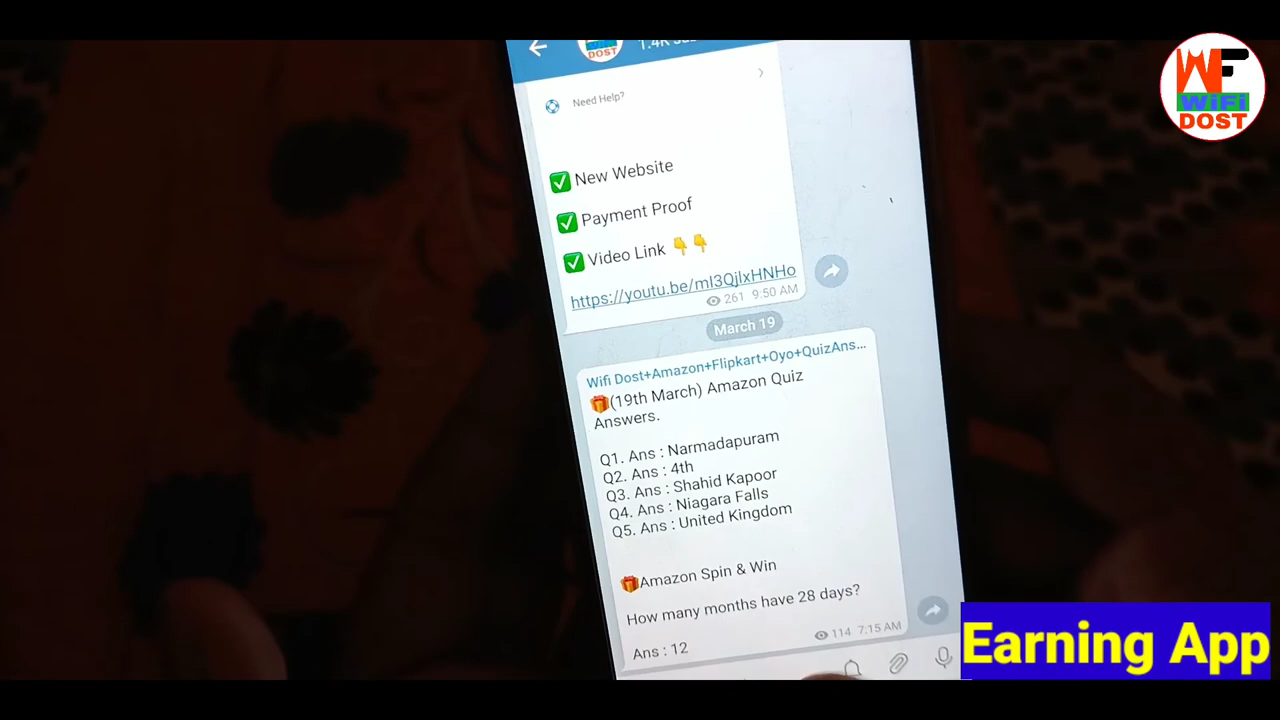 WF
WiFi
DOST
DOST
Need Help?
✅ New Website
✅ Payment Proof
✅ Video Link 👇👇
https://youtu.be/mI3QjlxHNHo
261 9:50 AM
March 19
Wifi Dost+Amazon+Flipkart+Oyo+QuizAns...
🎁(19th March) Amazon Quiz
Answers.
Q1. Ans : Narmadapuram
Q2. Ans : 4th
Q3. Ans : Shahid Kapoor
Q4. Ans : Niagara Falls
Q5. Ans : United Kingdom
🎁Amazon Spin & Win
How many months have 28 days?
Ans : 12
114 7:15 AM
Earning App